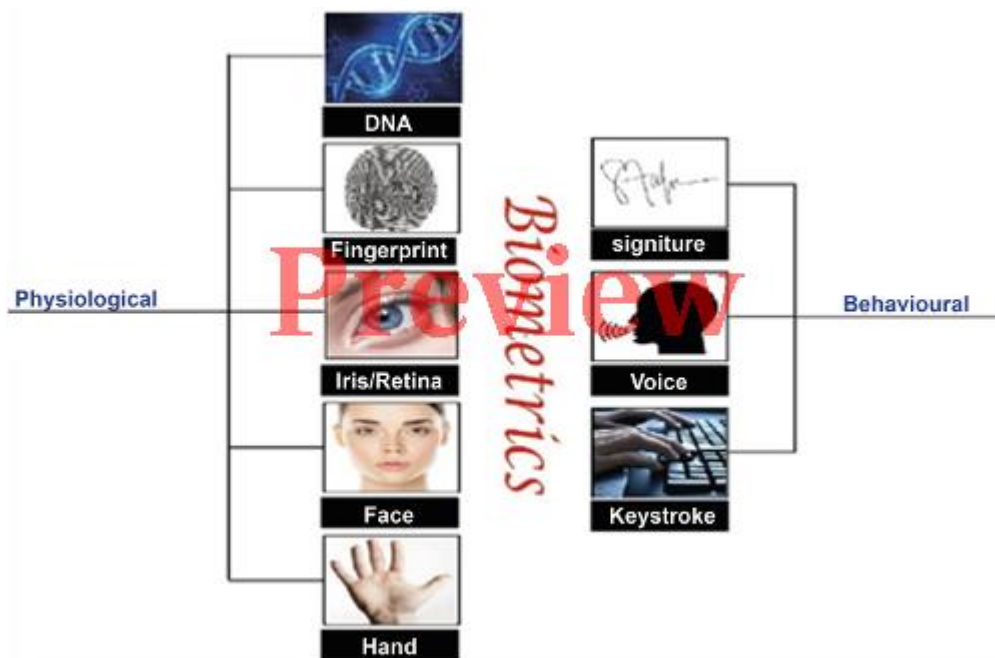 DNA
Fingerprint
Physiological
Iris/Retina
Face
Hand
Biometrics
Preview
signiture
Voice
Behavioural
Keystroke